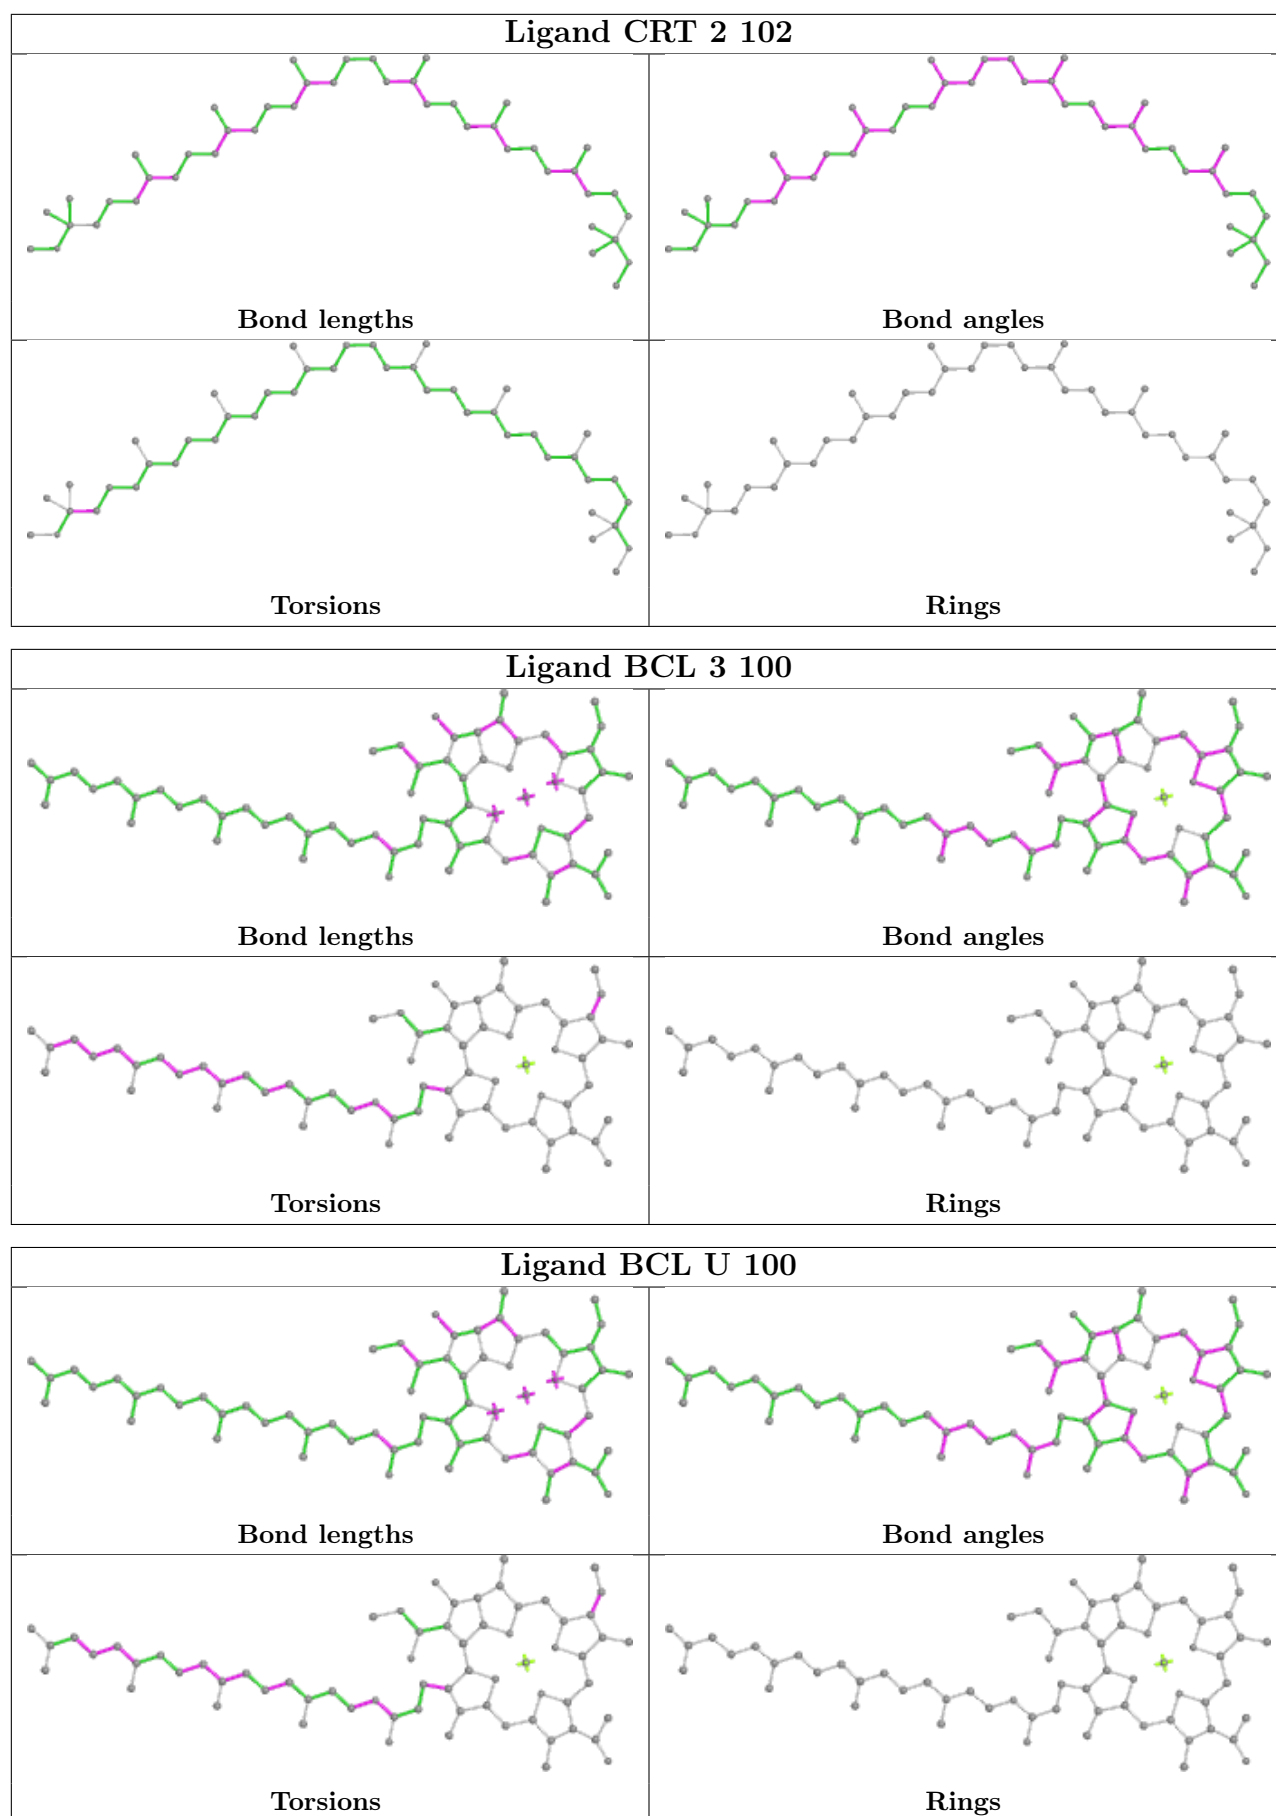 Ligand CRT 2 102
Bond lengths
Bond angles
Torsions
Rings
Ligand BCL 3 100
Bond lengths
Bond angles
Torsions
Rings
Ligand BCL U 100
Bond lengths
Bond angles
Torsions
Rings